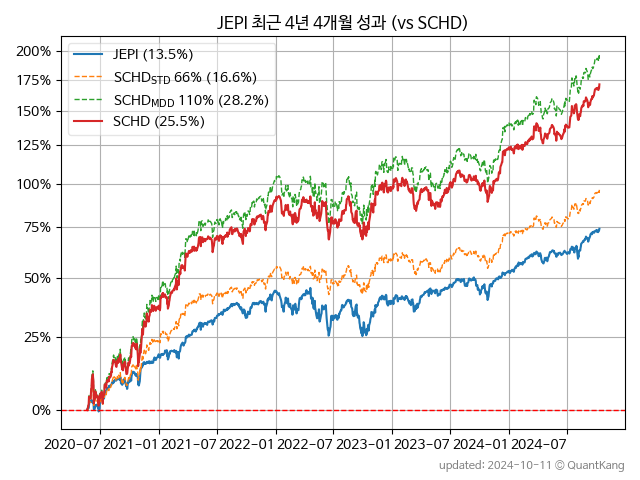 JEPI 최근 4년 4개월 성과 (vs SCHD)
JEPI (13.5%)
SCHD_STD 66% (16.6%)
SCHD_MDD 110% (28.2%)
SCHD (25.5%)
200%
175%
150%
125%
100%
75%
50%
25%
0%
2020-07 2021-01 2021-07 2022-01 2022-07 2023-01 2023-07 2024-01 2024-07
updated: 2024-10-11 © QuantKang